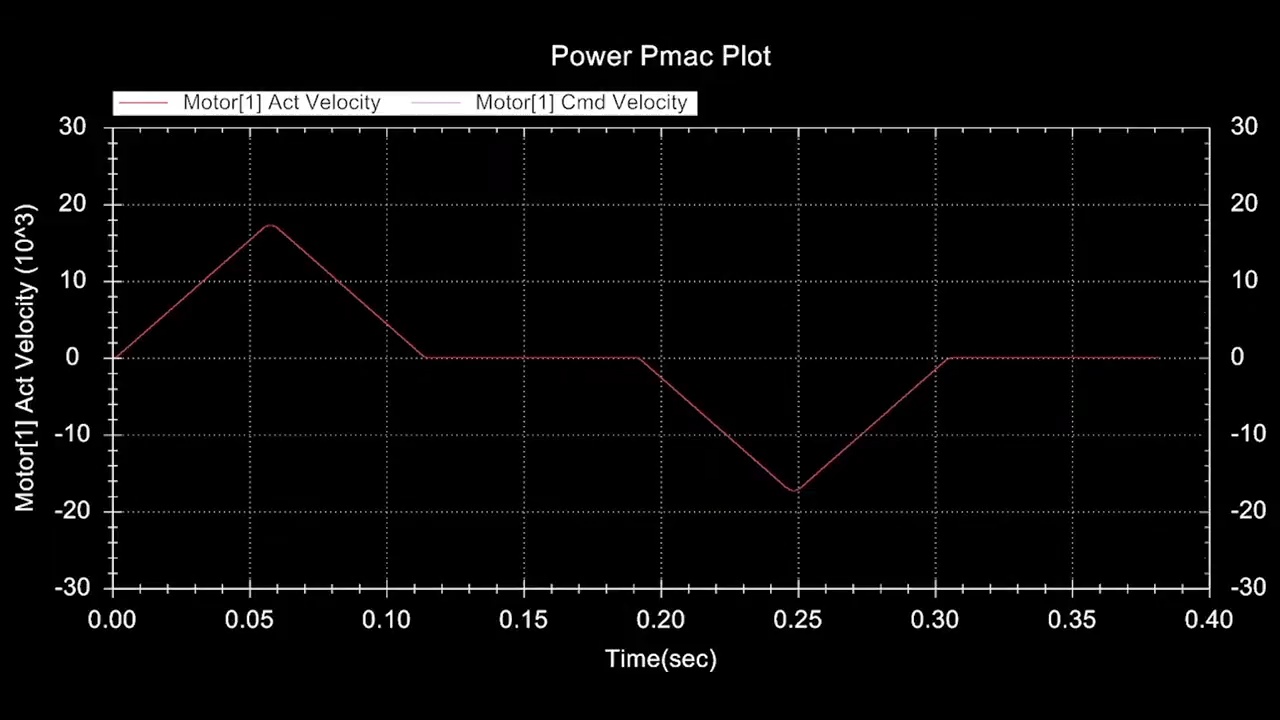 Power Pmac Plot
Motor[1] Act Velocity Motor[1] Cmd Velocity
Motor[1] Act Velocity (10^3)
30 30
20 20
10 10
0 0
-10 -10
-20 -20
-30 -30
0.00 0.05 0.10 0.15 0.20 0.25 0.30 0.35 0.40
Time(sec)